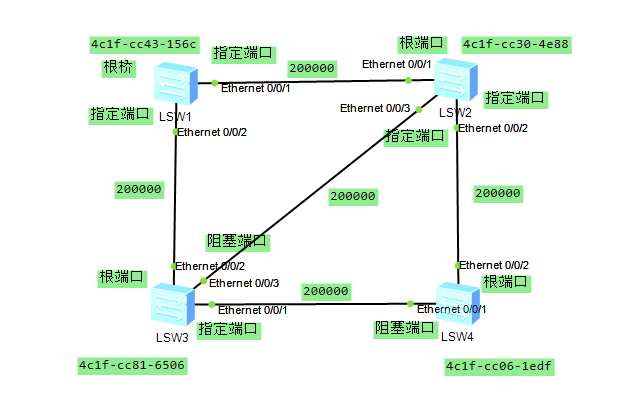 4c1f-cc43-156c
指定端口
根端口
4c1f-cc30-4e88
根桥
200000
Ethernet 0/0/1
Ethernet 0/0/1
指定端口
LSW1
Ethernet 0/0/3
LSW2
指定端口
Ethernet 0/0/2
指定端口
Ethernet 0/0/2
200000
200000
200000
阻塞端口
Ethernet 0/0/2
Ethernet 0/0/2
根端口
Ethernet 0/0/3
200000
根端口
Ethernet 0/0/1
Ethernet 0/0/1
LSW3
指定端口
阻塞端口
LSW4
4c1f-cc81-6506
4c1f-cc06-1edf